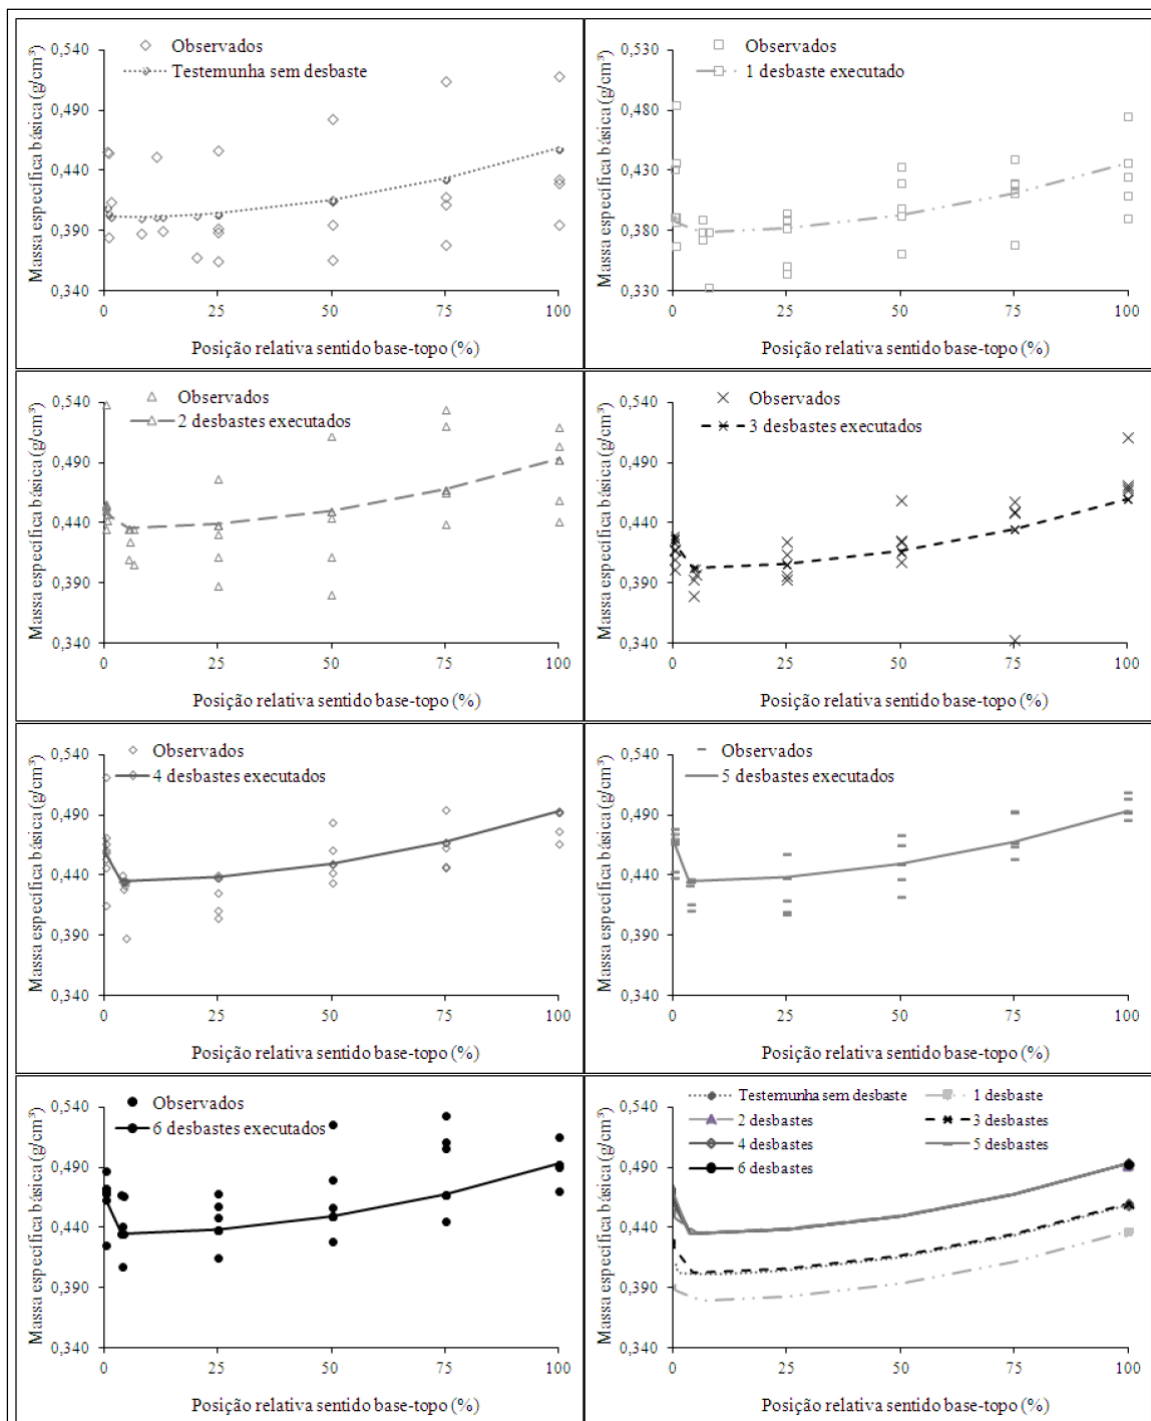 Massa específica básica (g/cm³)
0,540
0,490
0,440
0,390
0,340
Observados
Testemunha sem desbaste
0
25
50
75
100
Posição relativa sentido base-topo (%)
Massa específica básica (g/cm³)
0,530
0,480
0,430
0,380
0,330
Observados
1 desbaste executado
0
25
50
75
100
Posição relativa sentido base-topo (%)
Massa específica básica (g/cm³)
0,540
0,490
0,440
0,390
0,340
Observados
2 desbastes executados
0
25
50
75
100
Posição relativa sentido base-topo (%)
Massa específica básica (g/cm³)
0,540
0,490
0,440
0,390
0,340
Observados
3 desbastes executados
0
25
50
75
100
Posição relativa sentido base-topo (%)
Massa específica básica (g/cm³)
0,540
0,490
0,440
0,390
0,340
Observados
4 desbastes executados
0
25
50
75
100
Posição relativa sentido base-topo (%)
Massa específica básica (g/cm³)
0,540
0,490
0,440
0,390
0,340
Observados
5 desbastes executados
0
25
50
75
100
Posição relativa sentido base-topo (%)
Massa específica básica (g/cm³)
0,540
0,490
0,440
0,390
0,340
Observados
6 desbastes executados
0
25
50
75
100
Posição relativa sentido base-topo (%)
Massa específica básica (g/cm³)
0,540
0,490
0,440
0,390
0,340
Testemunha sem desbaste
1 desbaste
2 desbastes
3 desbastes
4 desbastes
5 desbastes
6 desbastes
0
25
50
75
100
Posição relativa sentido base-topo (%)